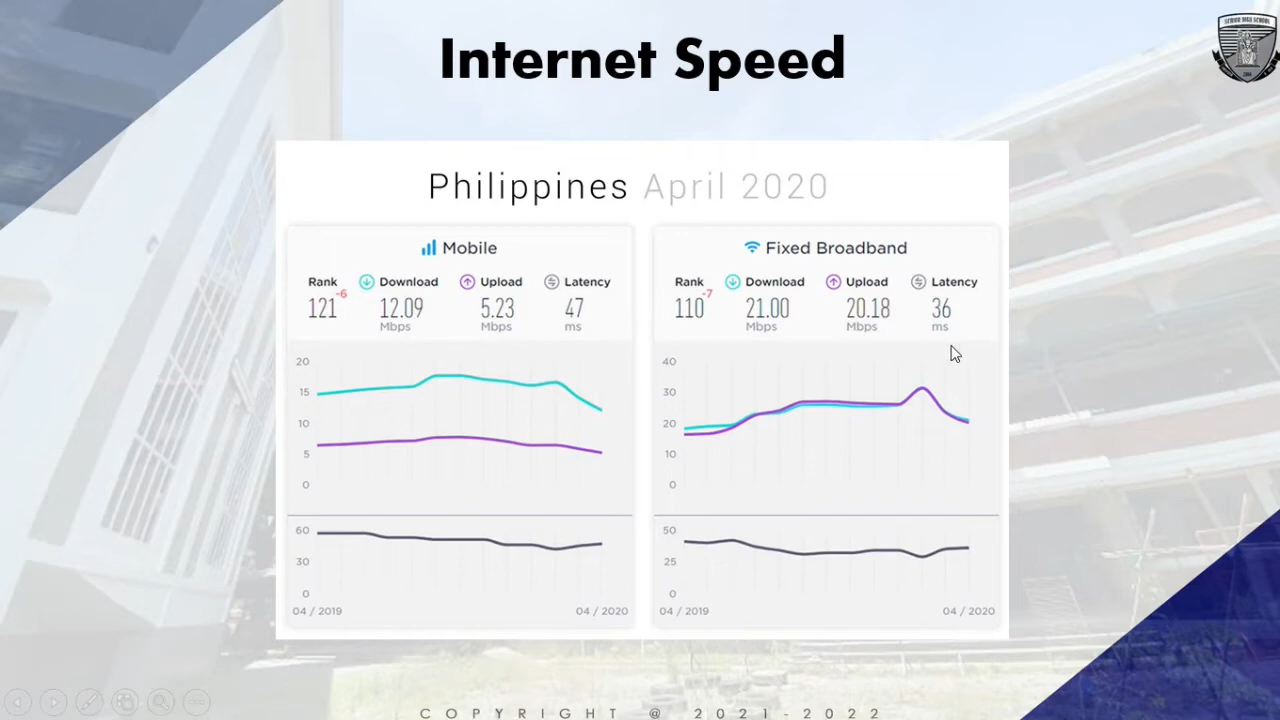 Internet Speed
SENIOR HIGH SCHOOL
Philippines April 2020
Mobile
Rank Download Upload Latency
121 -6 12.09 5.23 47
Mbps Mbps ms
20
15
10
5
0
60
30
0
04 / 2019 04 / 2020
Fixed Broadband
Rank Download Upload Latency
110 -7 21.00 20.18 36
Mbps Mbps ms
40
30
20
10
0
50
25
0
04 / 2019 04 / 2020
COPYRIGHT @ 2021-2022